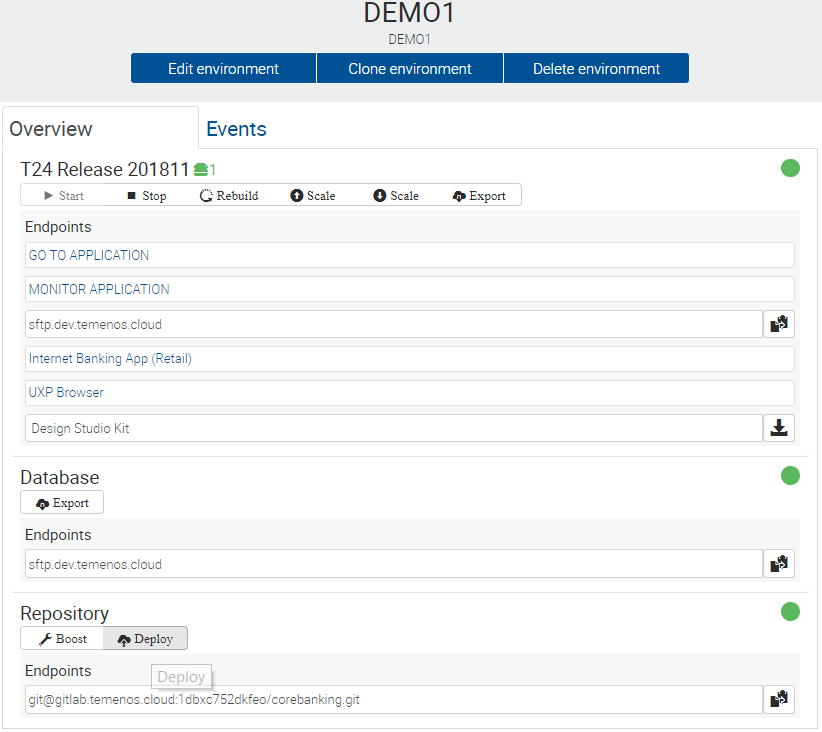 DEMO1
DEMO1
Edit environment Clone environment Delete environment
Overview Events
T24 Release 201811 1
Start Stop Rebuild Scale Scale Export
Endpoints
GO TO APPLICATION
MONITOR APPLICATION
sftp.dev.temenos.cloud
Internet Banking App (Retail)
UXP Browser
Design Studio Kit
Database
Export
Endpoints
sftp.dev.temenos.cloud
Repository
Boost Deploy
Endpoints
Deploy
git@gitlab.temenos.cloud:1dbxc752dkfeo/corebanking.git